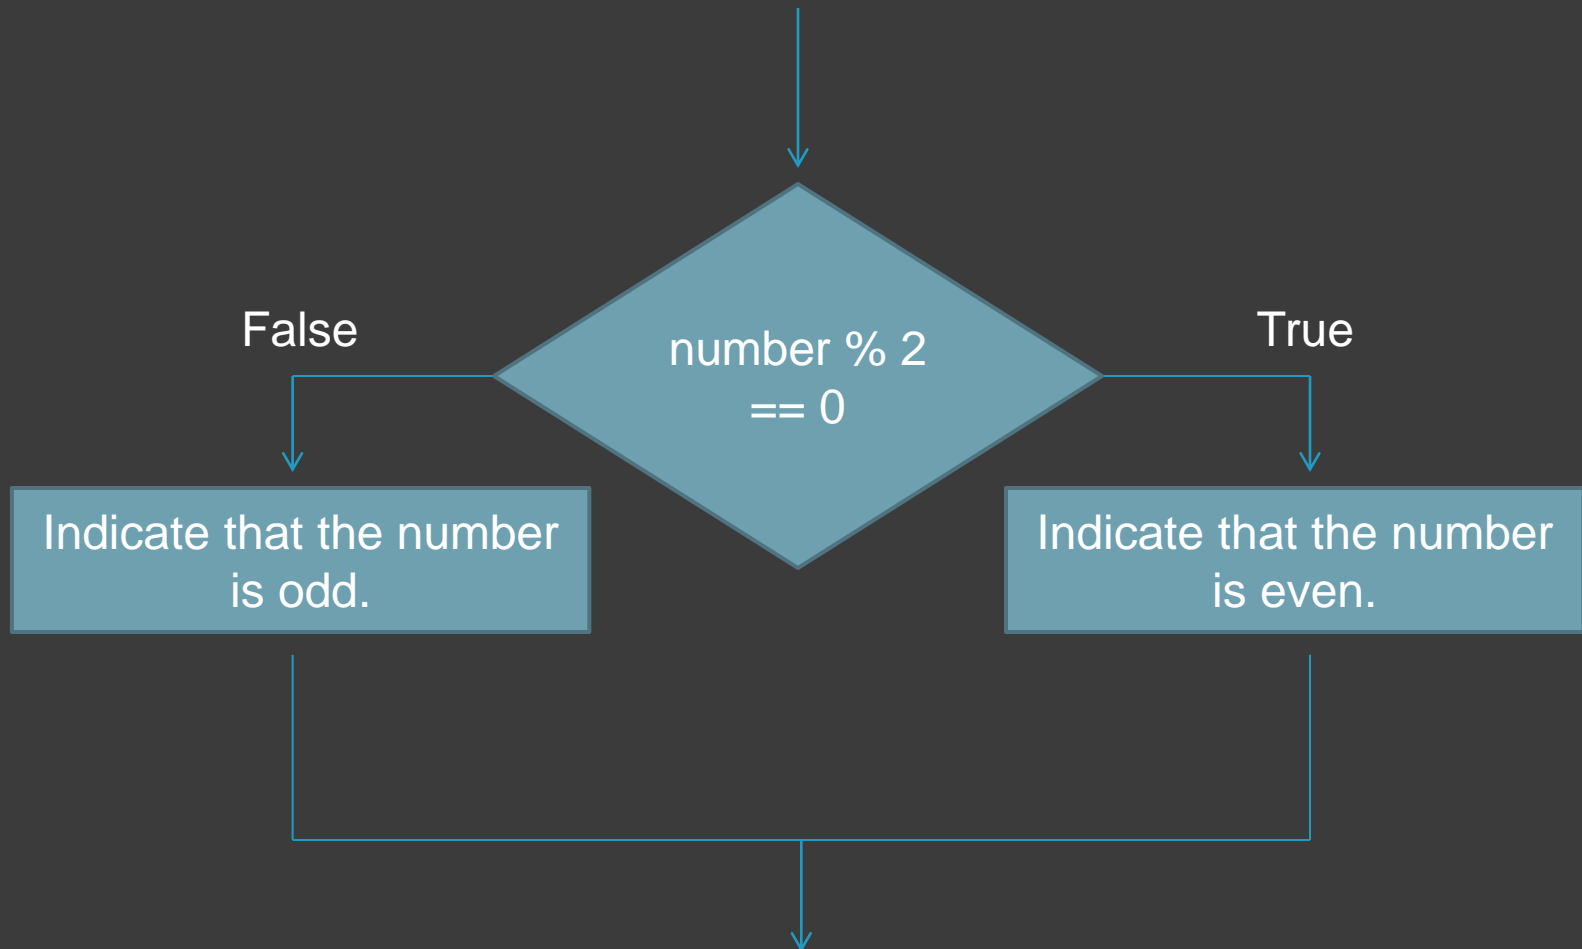 False
True
number % 2
== 0
Indicate that the number
is odd.
Indicate that the number
is even.